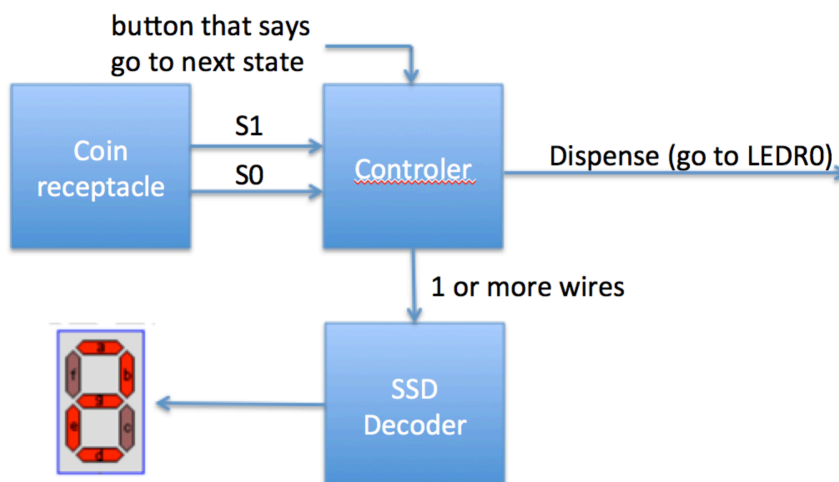 button that says
go to next state
Coin
receptacle
S1
S0
Controler
Dispense (go to LEDR0)
1 or more wires
SSD
Decoder
a
f
b
g
e
c
d